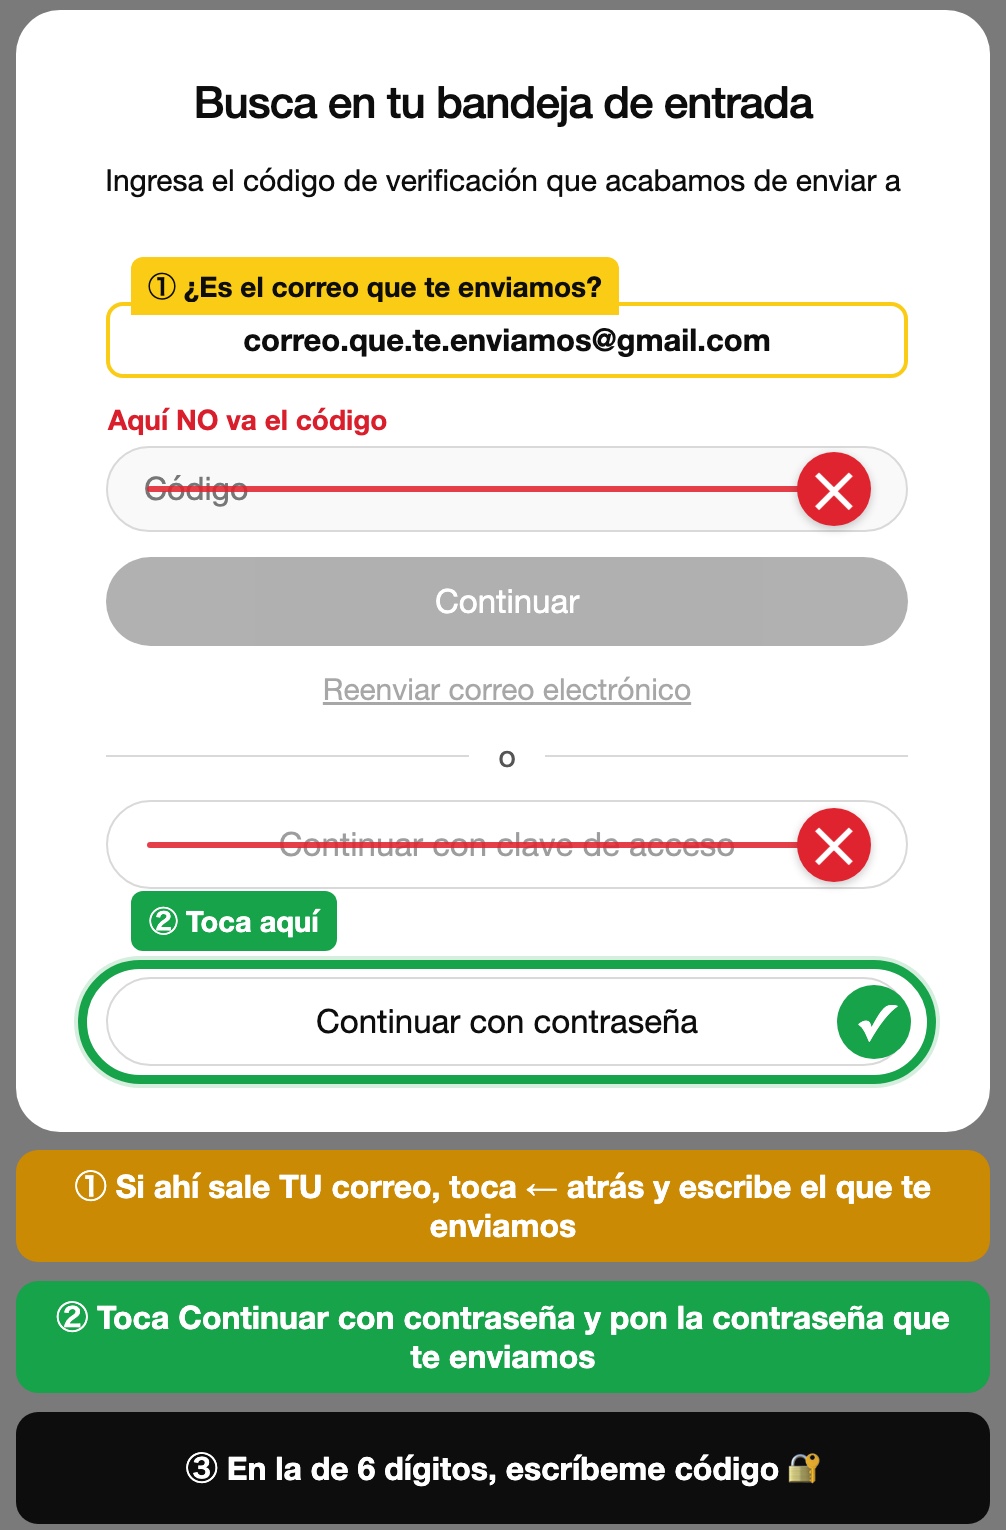 Busca en tu bandeja de entrada
Ingresa el código de verificación que acabamos de enviar a
① ¿Es el correo que te enviamos?
correo.que.te.enviamos@gmail.com
Aquí NO va el código
Código
Continuar
Reenviar correo electrónico
o
Continuar con clave de acceso
② Toca aquí
Continuar con contraseña
① Si ahí sale TU correo, toca ← atrás y escribe el que te
enviamos
② Toca Continuar con contraseña y pon la contraseña que
te enviamos
③ En la de 6 dígitos, escríbeme código 🔐